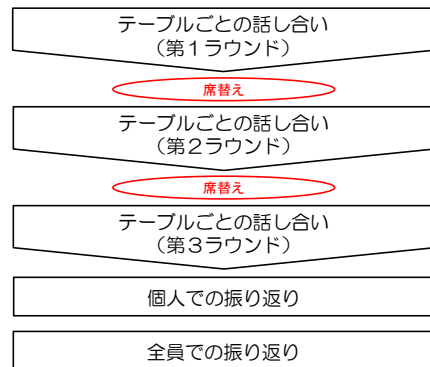 テーブルごとの話し合い
（第１ラウンド）
席替え
テーブルごとの話し合い
（第２ラウンド）
席替え
テーブルごとの話し合い
（第３ラウンド）
個人での振り返り
全員での振り返り